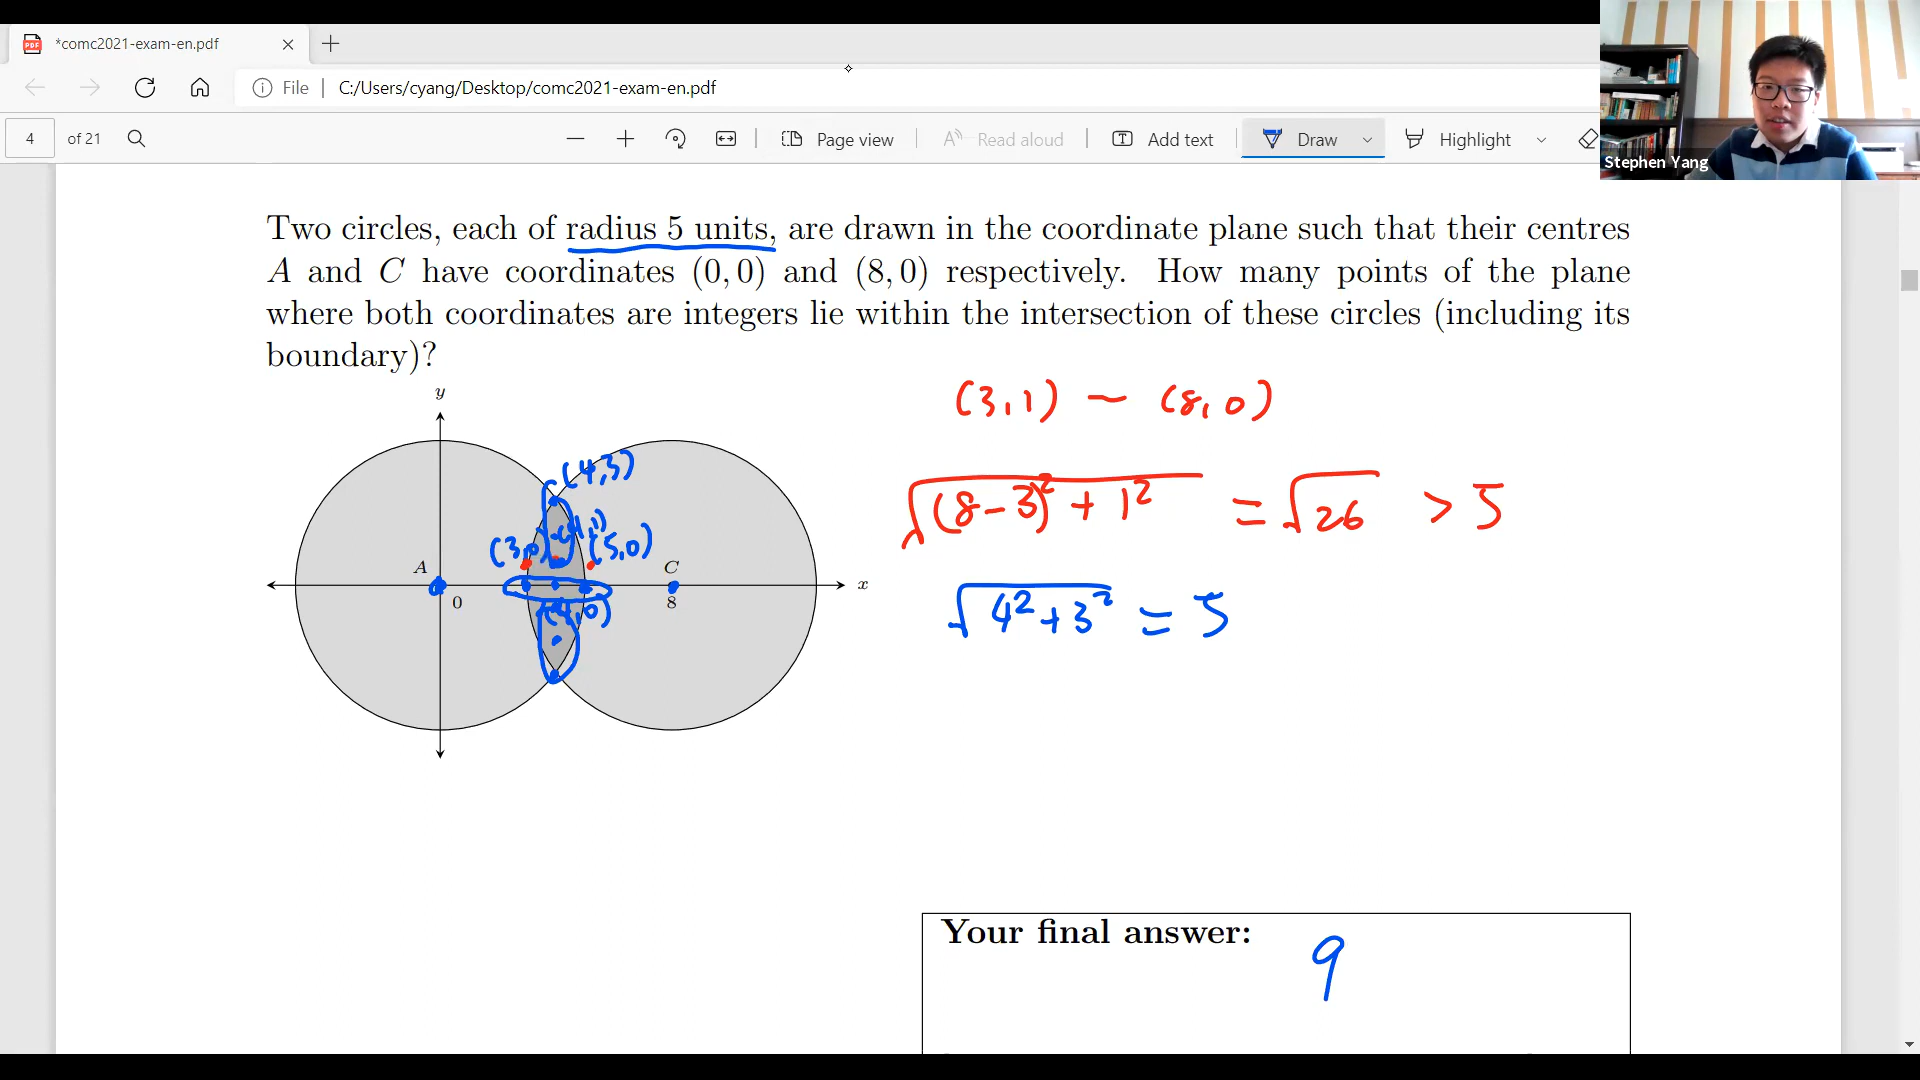 *comc2021-exam-en.pdf
File | C:/Users/cyang/Desktop/comc2021-exam-en.pdf
4 of 21 Page view Read aloud Add text Draw Highlight
Stephen Yang
Two circles, each of radius 5 units, are drawn in the coordinate plane such that their centres
A and C have coordinates (0, 0) and (8, 0) respectively. How many points of the plane
where both coordinates are integers lie within the intersection of these circles (including its
boundary)?
y
(3,1) ~ (8,0)
(4,3)
√(8-3)² + 1² = √26 > 5
(4,1)
(3,0) (5,0)
A C
x
0 8
(4,0)
√4²+3² = 5
Your final answer: 9